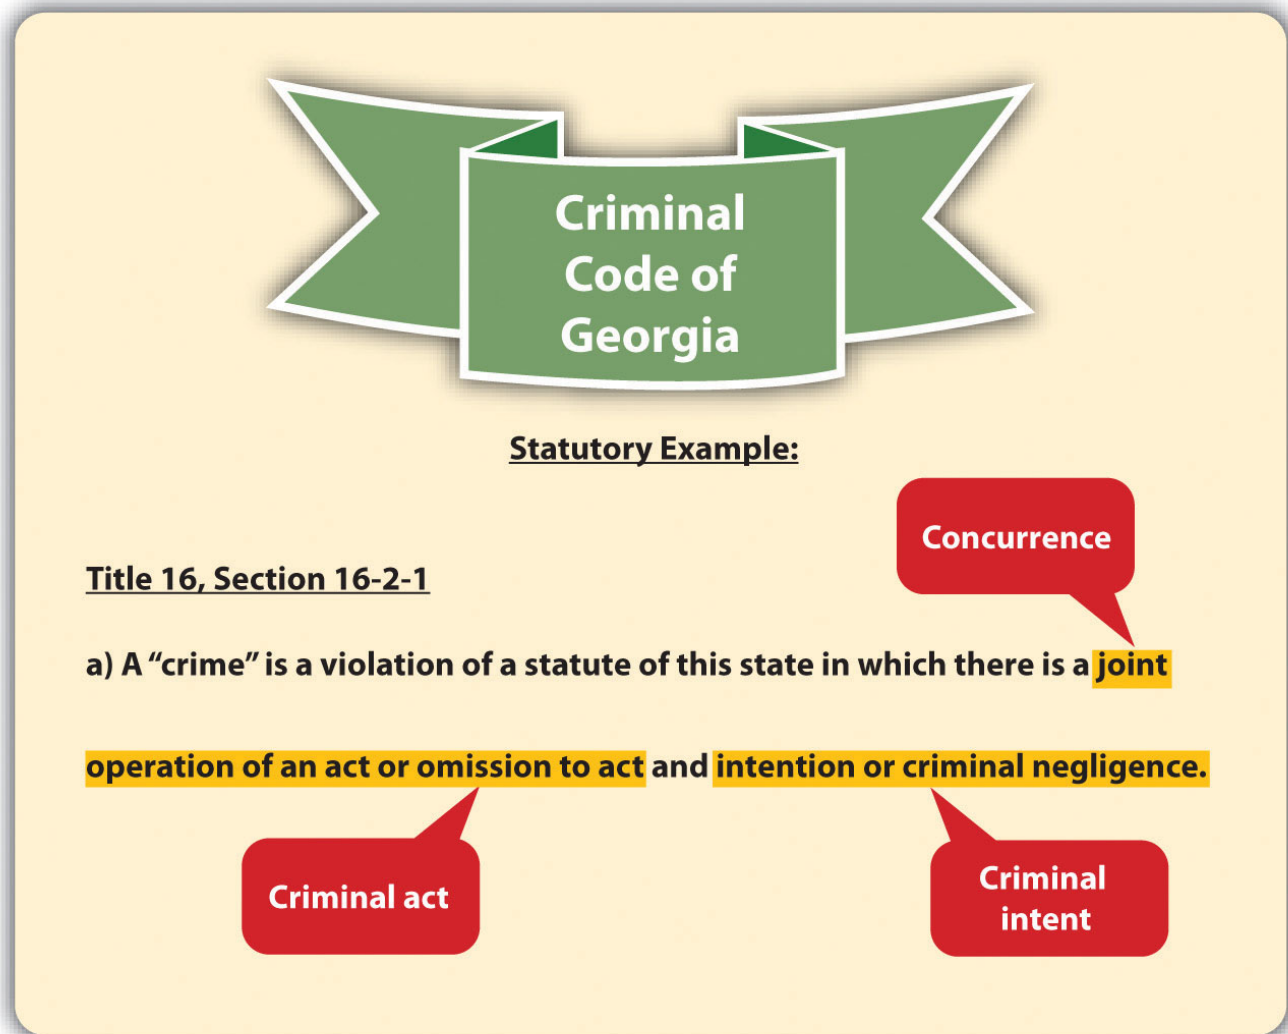 Criminal
Code of
Georgia
Statutory Example:
Concurrence
Title 16, Section 16-2-1
a) A “crime” is a violation of a statute of this state in which there is a joint
operation of an act or omission to act and intention or criminal negligence.
Criminal act
Criminal
intent